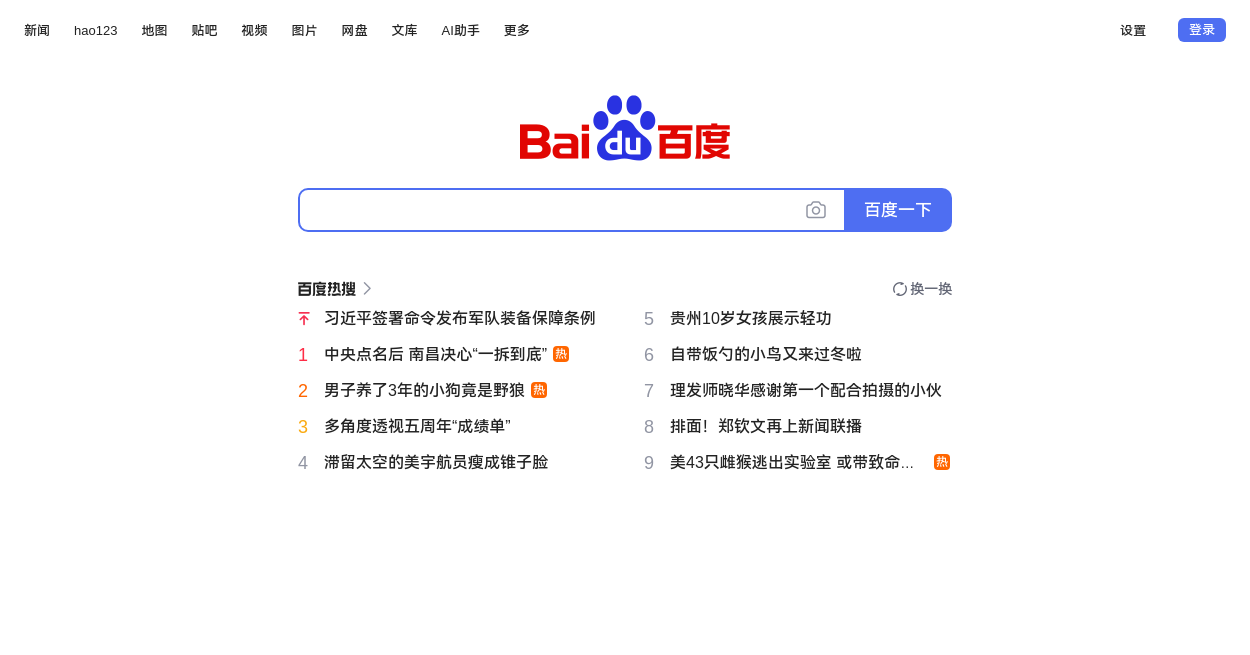 新闻 hao123 地图 贴吧 视频 图片 网盘 文库 AI助手 更多 设置 登录
Bai du 百度
百度一下
百度热搜 换一换
习近平签署命令发布军队装备保障条例
1 中央点名后 南昌决心“一拆到底” 热
2 男子养了3年的小狗竟是野狼 热
3 多角度透视五周年“成绩单”
4 滞留太空的美宇航员瘦成锥子脸
5 贵州10岁女孩展示轻功
6 自带饭勺的小鸟又来过冬啦
7 理发师晓华感谢第一个配合拍摄的小伙
8 排面！郑钦文再上新闻联播
9 美43只雌猴逃出实验室 或带致命... 热